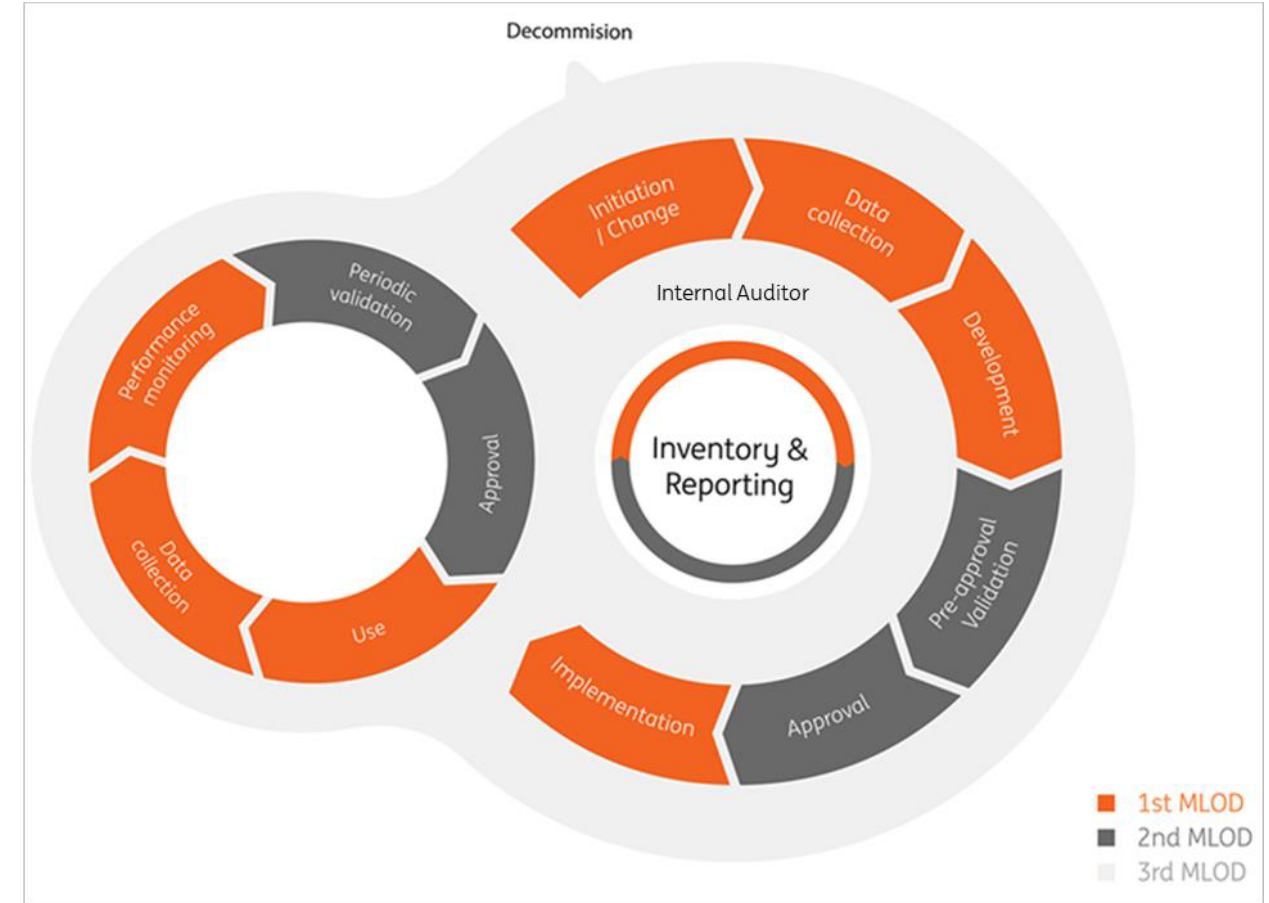 Decommision
Initiation
/ Change
Data
collection
Development
Pre-approval
Validation
Approval
Implementation
Internal Auditor
Inventory &
Reporting
Periodic
validation
Approval
Use
Data
collection
Performance
monitoring
1st MLOD
2nd MLOD
3rd MLOD